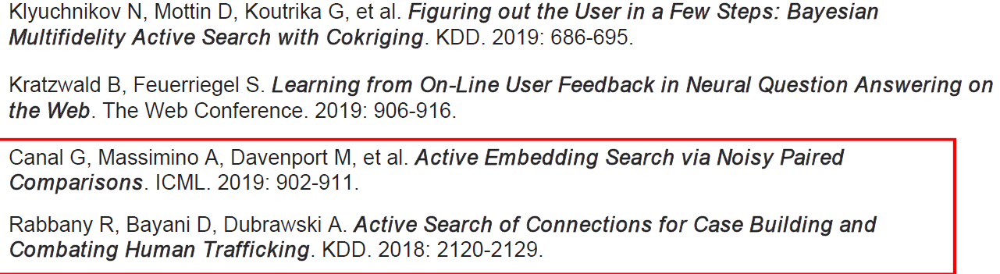 Klyuchnikov N, Mottin D, Koutrika G, et al. Figuring out the User in a Few Steps: Bayesian
Multifidelity Active Search with Cokriging. KDD. 2019: 686-695.
Kratzwald B, Feuerriegel S. Learning from On-Line User Feedback in Neural Question Answering on
the Web. The Web Conference. 2019: 906-916.
Canal G, Massimino A, Davenport M, et al. Active Embedding Search via Noisy Paired
Comparisons. ICML. 2019: 902-911.
Rabbany R, Bayani D, Dubrawski A. Active Search of Connections for Case Building and
Combating Human Trafficking. KDD. 2018: 2120-2129.